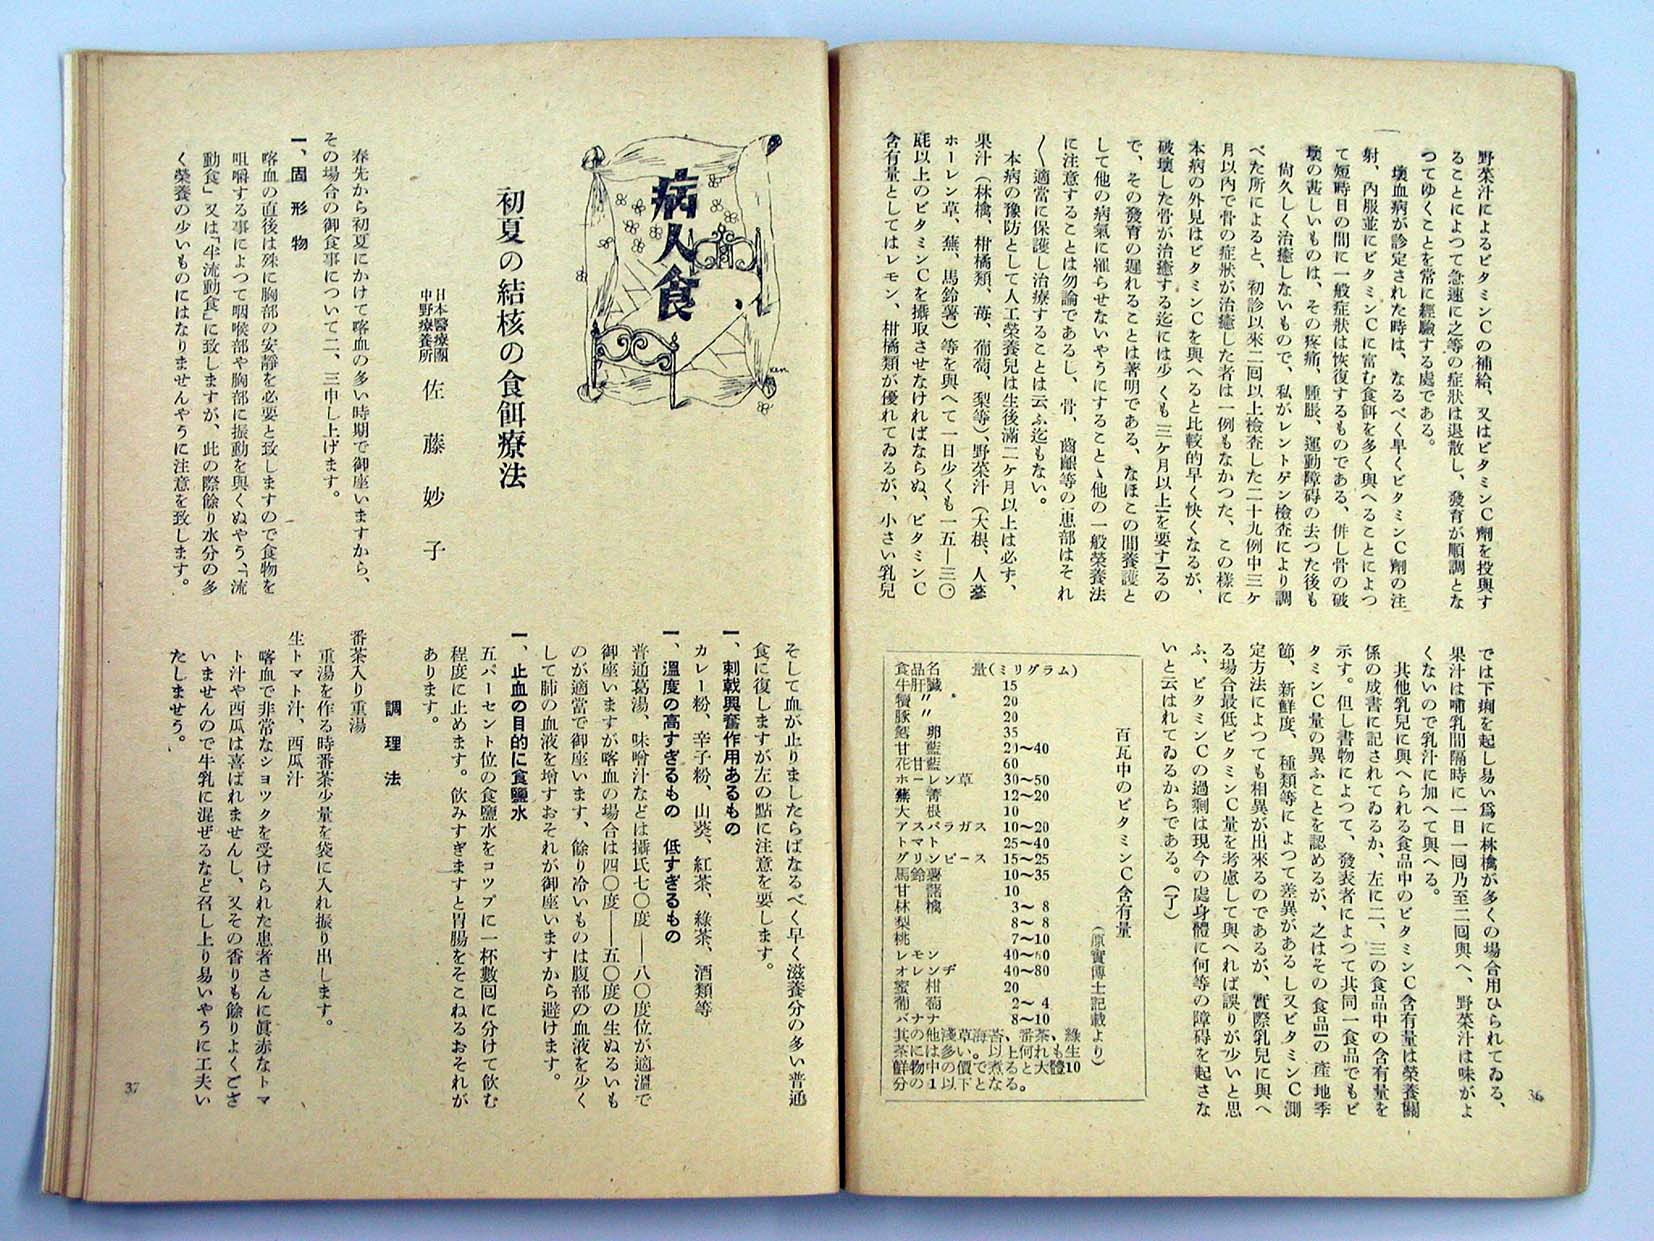 野菜汁によるビタミンCの補給、又はビタミンC劑を投與す
ることによつて急速に之等の症狀は退散し、發育が順調とな
つてゆくことを常に經驗する處である。
壞血病が診定された時は、なるべく早くビタミンC劑の注
射、內服並にビタミンCに富む食餌を多く與へることによつ
て短時日の間に一般症狀は恢復するものである、併し骨の破
壞の甚しいものは、その疼痛、腫脹、運動障碍の去つた後も
尙久しく治癒しないもので、私がレントゲン檢査により調
べた所によると、初診以來二回以上檢査した二十九例中三ケ
月以內で骨の症狀が治癒した者は一例もなかつた、この樣に
本病の外見はビタミンCを與へると比較的早く快くなるが、
破壞した骨が治癒する迄には少くも三ケ月以上を要するの
で、その發育の遲れることは著明である、なほこの間養護と
して他の病氣に罹らせないやうにすることゝ他の一般榮養法
に注意することは勿論であるし、骨、齒齦等の患部はそれ
〱適當に保護し治療することは云ふ迄もない。
本病の豫防として人工榮養兒は生後滿二ケ月以上は必ず、
果汁(林檎、柑橘類、苺、葡萄、梨等)、野菜汁(大根、人蔘
ホーレン草、蕪、馬鈴薯)等を與へて一日少くも一五—三〇
瓱以上のビタミンCを攝取させなければならぬ、ビタミンC
含有量としてはレモン、柑橘類が優れてゐるが、小さい乳兒
では下痢を起し易い爲に林檎が多くの場合用ひられてゐる、
果汁は哺乳間隔時に一日一回乃至二回與へ、野菜汁は味がよ
くないので乳汁に加へて與へる。
其他乳兒に與へられる食品中のビタミンC含有量は榮養關
係の成書に記されてゐるか、左に二、三の食品中の含有量を
示す。但し書物によつて、發表者によつて共同一食品でもビ
タミンC量の異ふことを認めるが、之はその食品の產地季
節、新鮮度、種類等によつて差異があるし又ビタミンC測
定方法によつても相異が出來るのであるが、實際乳兒に與へ
る場合最低ビタミンC量を考慮して與へれば誤りが少いと思
ふ、ビタミンCの過剩は現今の處身體に何等の障碍を起さな
いと云はれてゐるからである。(了)
百瓦中のビタミンC含有量
(原實博士記載より)
食品名 量(ミリグラム)
牛肝臟 15
犢〃 20
豚〃 20
鷄卵 35
甘藍 20〜40
花甘藍 60
ホーレン草 30〜50
蕪菁 12〜20
大根 10
アスパラガス 10〜20
トマト 25〜40
グリンピース 15〜25
馬鈴薯 10〜35
甘藷 10
林檎 3〜8
梨 8〜8
桃 7〜10
レモン 40〜60
オレンヂ 40〜80
蜜柑 20
葡萄 2〜4
バナナ 8〜10
其の他淺草海苔、番茶、綠
茶には多い。以上何れも生
鮮物中の價で煮ると大體10
分の1以下となる。
36
病人食
ken
初夏の結核の食餌療法
日本醫療團
中野療養所
佐藤妙子
春先から初夏にかけて喀血の多い時期で御座いますから、
その場合の御食事について二、三申し上げます。
一、固形物
喀血の直後は殊に胸部の安靜を必要と致しますので食物を
咀嚼する事によつて咽喉部や胸部に振動を與くぬやう、「流
動食」又は「半流動食」に致しますが、此の際餘り水分の多
く榮養の少いものにはなりませんやうに注意を致します。
そして血が止りましたらばなるべく早く滋養分の多い普通
食に復しますが左の點に注意を要します。
一、刺戟興奮作用あるもの
カレー粉、辛子粉、山葵、紅茶、綠茶、酒類等
一、溫度の高すぎるもの 低すぎるもの
普通葛湯、味噌汁などは攝氏七〇度—八〇度位が適溫で
御座いますが喀血の場合は四〇度—五〇度の生ぬるいも
のが適當で御座います、餘り冷いものは腹部の血液を少く
して肺の血液を增すおそれが御座いますから避けます。
一、止血の目的に食鹽水
五パーセント位の食鹽水をコツプに一杯數回に分けて飮む
程度に止めます。飮みすぎますと胃腸をそこねるおそれが
あります。
調理法
番茶入り重湯
重湯を作る時番茶少量を袋に入れ振り出します。
生トマト汁、西瓜汁
喀血で非常なショツクを受けられた患者さんに眞赤なトマ
ト汁や西瓜は喜ばれませんし、又その香りも餘りよくござ
いませんので牛乳に混ぜるなど召し上り易いやうに工夫い
たしませう。
37